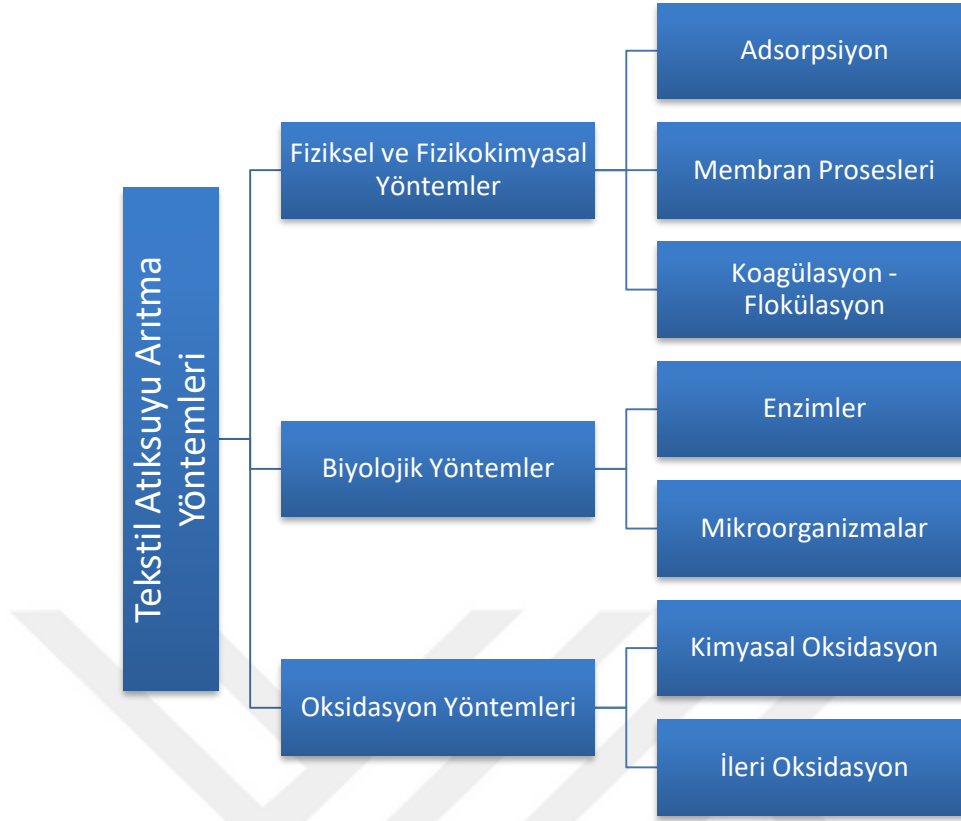 Tekstil Atıksuyu Arıtma
Yöntemleri
Fiziksel ve Fizikokimyasal
Yöntemler
Adsorpsiyon
Membran Prosesleri
Koagülasyon -
Flokülasyon
Biyolojik Yöntemler
Enzimler
Mikroorganizmalar
Oksidasyon Yöntemleri
Kimyasal Oksidasyon
İleri Oksidasyon